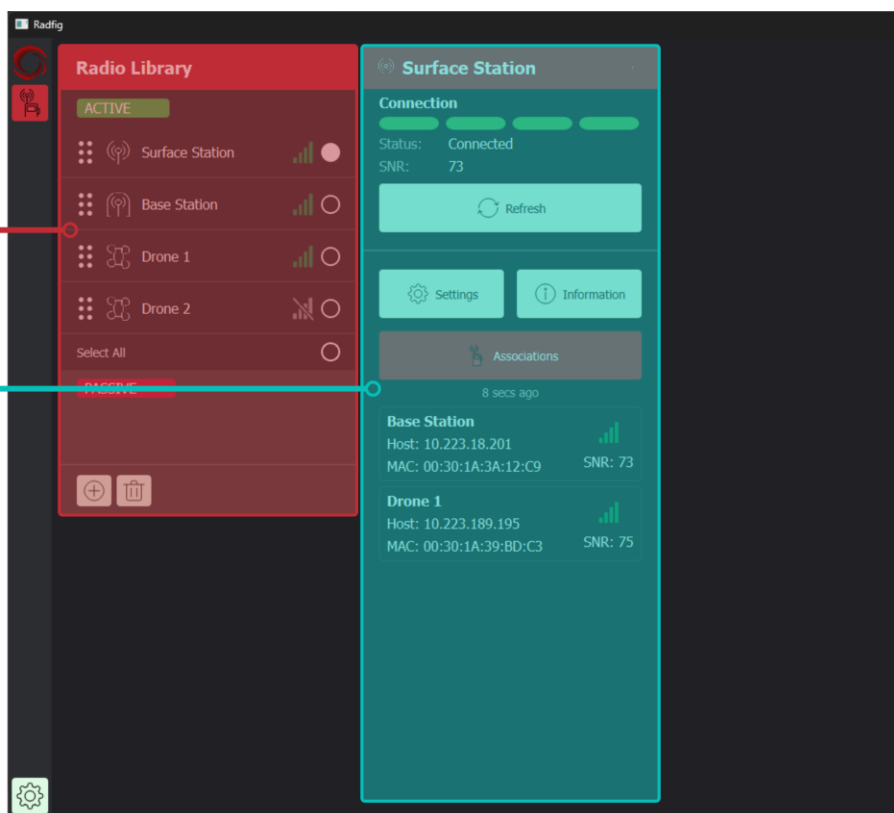 Radfig
Radio Library
ACTIVE
Surface Station
Base Station
Drone 1
Drone 2
Select All
PASSIVE
Surface Station
Connection
Status: Connected
SNR: 73
Refresh
Settings
Information
Associations
8 secs ago
Base Station
Host: 10.223.18.201
MAC: 00:30:1A:3A:12:C9
SNR: 73
Drone 1
Host: 10.223.189.195
MAC: 00:30:1A:39:BD:C3
SNR: 75